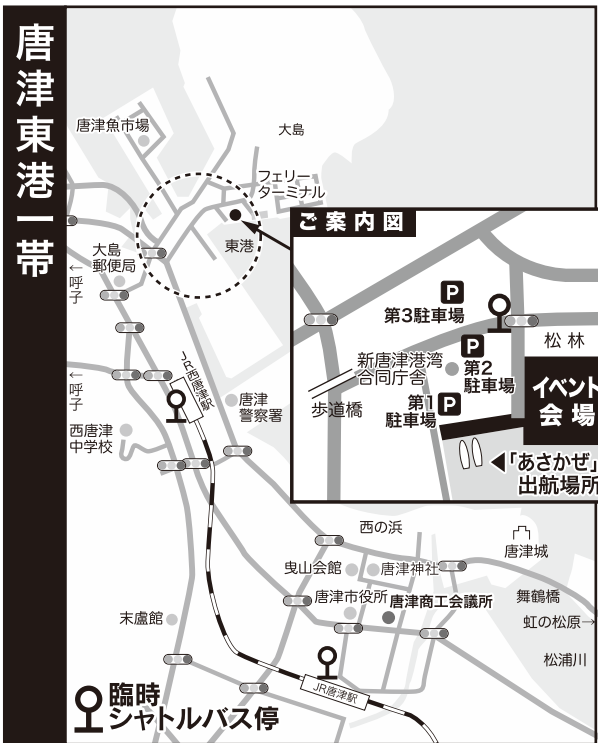 唐津東港一帯
唐津魚市場
大島
フェリー
ターミナル
東港
大島
郵便局
←呼子
ご案内図
P
第3駐車場
P
第2
駐車場
松林
新唐津港湾
合同庁舎
歩道橋
第1
駐車場
P
イベント
会場
◀「あさかぜ」
出航場所
←呼子
JR西唐津駅
唐津
警察署
西唐津
中学校
西の浜
唐津城
曳山会館
唐津神社
唐津市役所
唐津商工会議所
舞鶴橋
虹の松原→
末盧館
松浦川
JR唐津駅
臨時
シャトルバス停